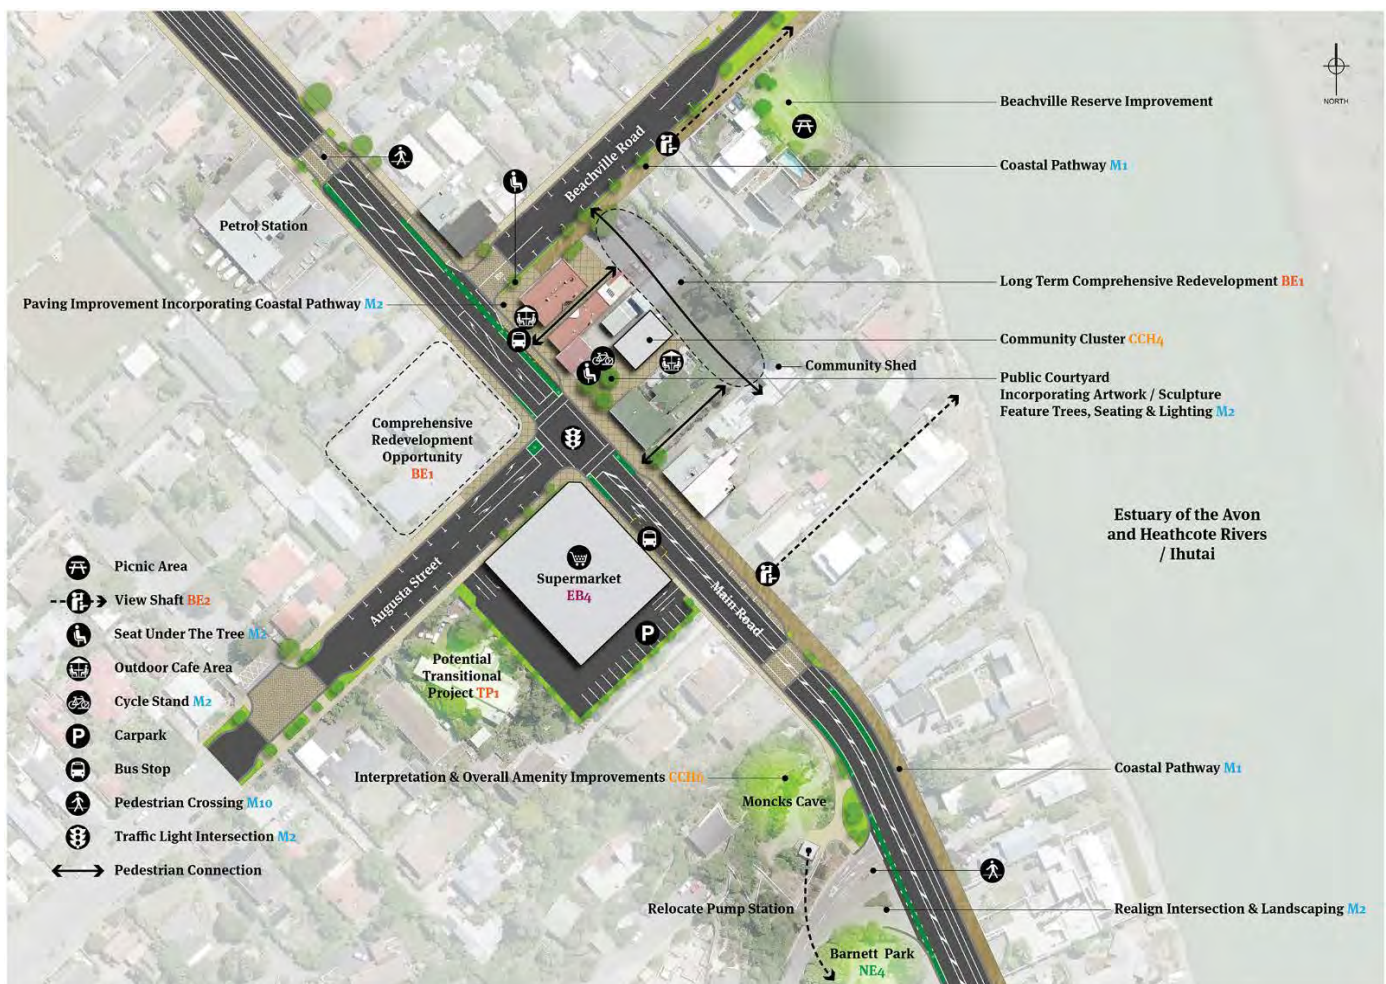 NORTH
Beachville Reserve Improvement
Coastal Pathway M1
Beachville Road
Petrol Station
Long Term Comprehensive Redevelopment BE1
Paving Improvement Incorporating Coastal Pathway M2
Community Cluster CCH4
Community Shed
Public Courtyard
Incorporating Artwork / Sculpture
Feature Trees, Seating & Lighting M2
Comprehensive
Redevelopment
Opportunity
BE1
Estuary of the Avon
and Heathcote Rivers
/ Ihutai
Supermarket
EB4
Augusta Street
Main Road
P
Potential
Transitional
Project TP1
Picnic Area
View Shaft BE2
Seat Under The Tree M2
Outdoor Cafe Area
Cycle Stand M2
P Carpark
Bus Stop
Pedestrian Crossing M10
Traffic Light Intersection M2
Pedestrian Connection
Interpretation & Overall Amenity Improvements CCH6
Moncks Cave
Coastal Pathway M1
Relocate Pump Station
Realign Intersection & Landscaping M2
Barnett Park
NE4